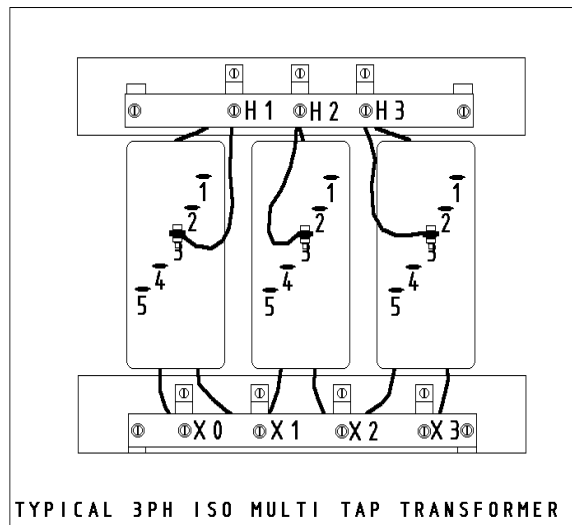 H1 H2 H3
1 1 1
2 2 2
3 3 3
4 4 4
5 5 5
X0 X1 X2 X3
TYPICAL 3PH ISO MULTI TAP TRANSFORMER